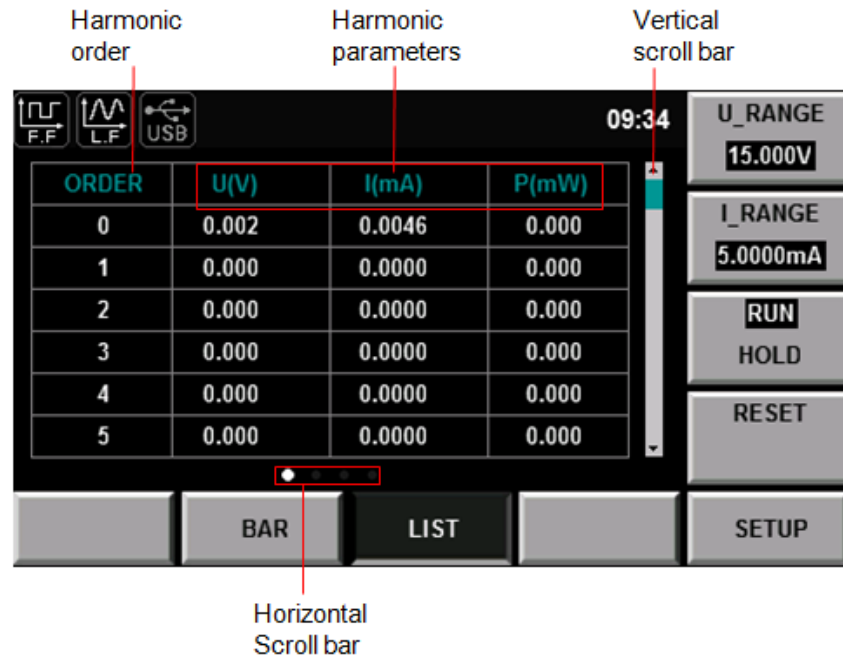 Harmonic order
Harmonic parameters
Vertical scroll bar
F.F L.F USB 09:34
ORDER U(V) I(mA) P(mW)
0 0.002 0.0046 0.000
1 0.000 0.0000 0.000
2 0.000 0.0000 0.000
3 0.000 0.0000 0.000
4 0.000 0.0000 0.000
5 0.000 0.0000 0.000
U_RANGE
15.000V
I_RANGE
5.0000mA
RUN
HOLD
RESET
BAR LIST SETUP
Horizontal
Scroll bar